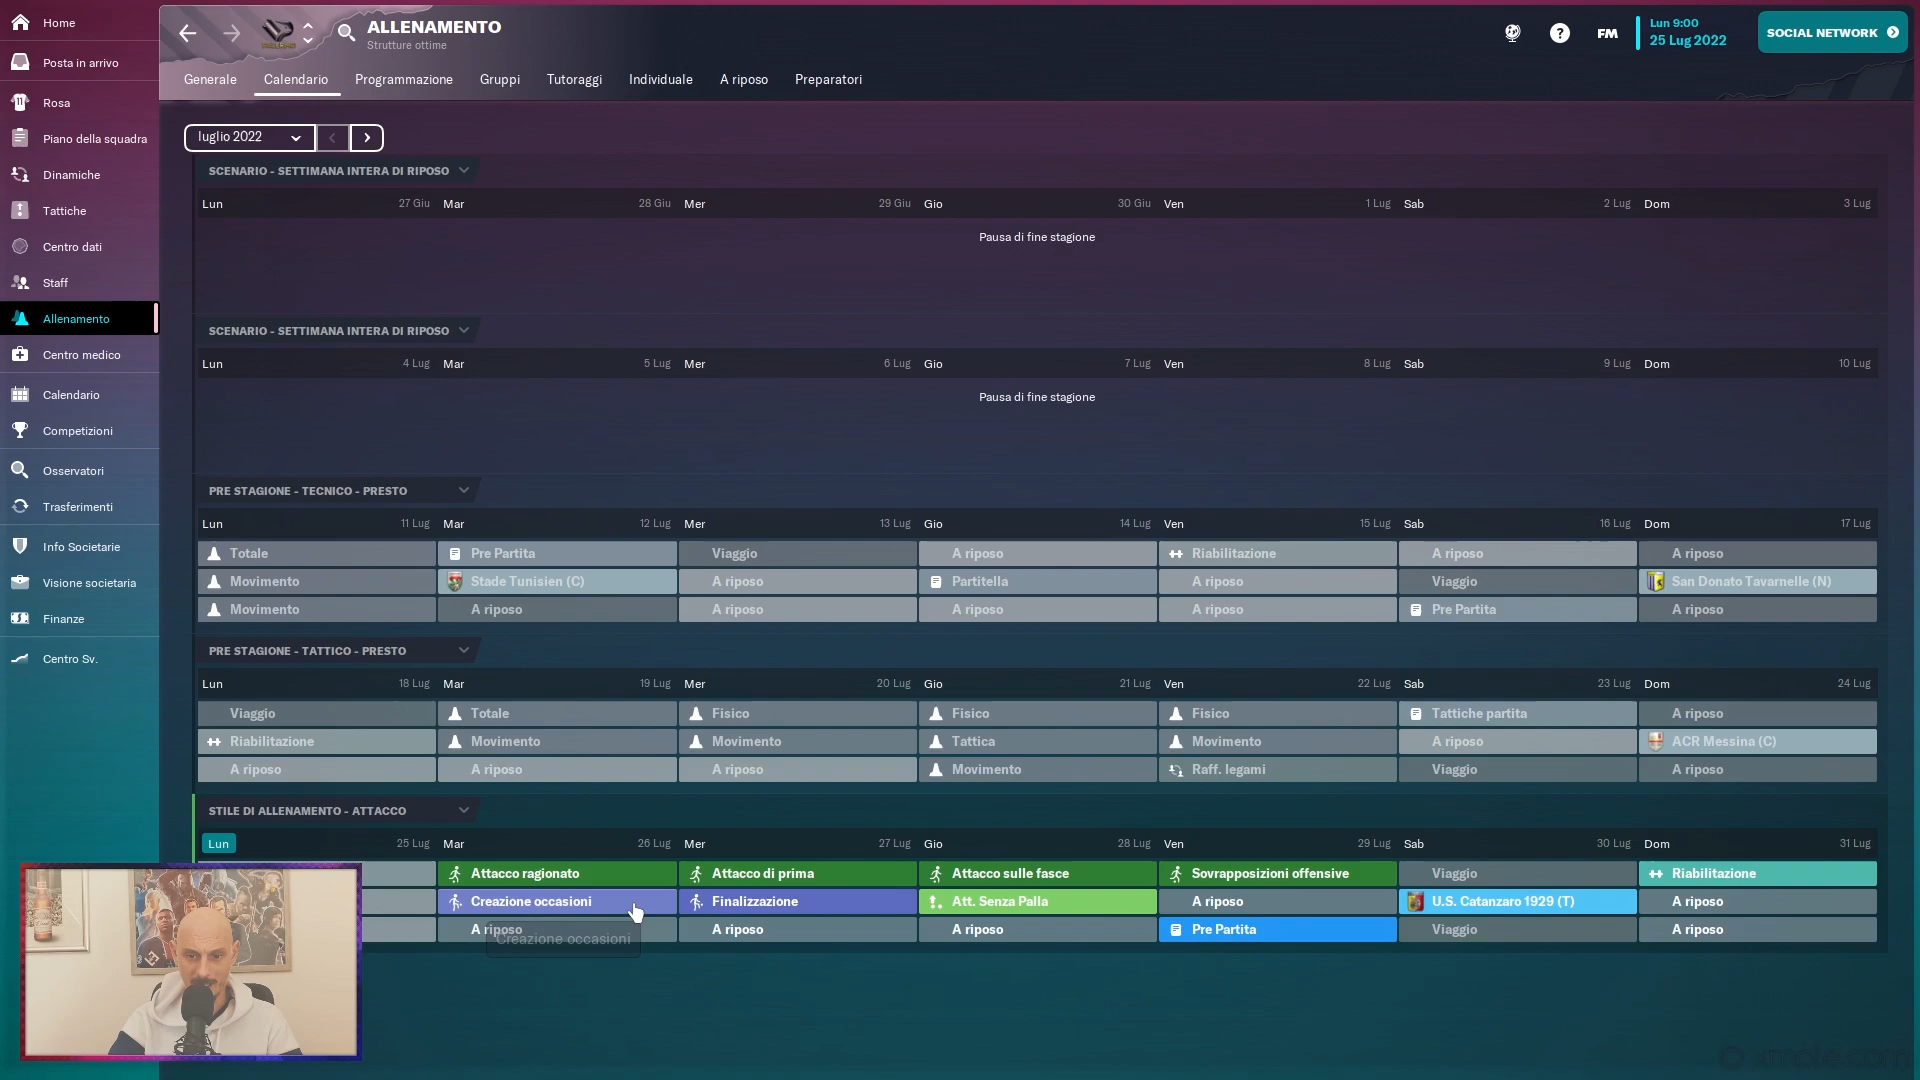 Home
Posta in arrivo
Rosa
Piano della squadra
Dinamiche
Tattiche
Centro dati
Staff
Allenamento
Centro medico
Calendario
Competizioni
Osservatori
Trasferimenti
Info Societarie
Visione societaria
Finanze
Centro Sv.
ALLENAMENTO
Strutture ottime
FM
Lun 9:00
25 Lug 2022
SOCIAL NETWORK
Generale Calendario Programmazione Gruppi Tutoraggi Individuale A riposo Preparatori
luglio 2022
SCENARIO - SETTIMANA INTERA DI RIPOSO
Lun 27 Giu Mar 28 Giu Mer 29 Giu Gio 30 Giu Ven 1 Lug Sab 2 Lug Dom 3 Lug
Pausa di fine stagione
SCENARIO - SETTIMANA INTERA DI RIPOSO
Lun 4 Lug Mar 5 Lug Mer 6 Lug Gio 7 Lug Ven 8 Lug Sab 9 Lug Dom 10 Lug
Pausa di fine stagione
PRE STAGIONE - TECNICO - PRESTO
Lun 11 Lug Mar 12 Lug Mer 13 Lug Gio 14 Lug Ven 15 Lug Sab 16 Lug Dom 17 Lug
Totale Pre Partita Viaggio A riposo Riabilitazione A riposo A riposo
Movimento Stade Tunisien (C) A riposo Partitella A riposo Viaggio San Donato Tavarnelle (N)
Movimento A riposo A riposo A riposo A riposo Pre Partita A riposo
PRE STAGIONE - TATTICO - PRESTO
Lun 18 Lug Mar 19 Lug Mer 20 Lug Gio 21 Lug Ven 22 Lug Sab 23 Lug Dom 24 Lug
Viaggio Totale Fisico Fisico Fisico Tattiche partita A riposo
Riabilitazione Movimento Movimento Tattica Movimento A riposo ACR Messina (C)
A riposo A riposo A riposo Movimento Raff. legami Viaggio A riposo
STILE DI ALLENAMENTO - ATTACCO
Lun 25 Lug Mar 26 Lug Mer 27 Lug Gio 28 Lug Ven 29 Lug Sab 30 Lug Dom 31 Lug
Attacco ragionato Attacco di prima Attacco sulle fasce Sovrapposizioni offensive Viaggio Riabilitazione
Creazione occasioni Finalizzazione Att. Senza Palla A riposo U.S. Catanzaro 1929 (T) A riposo
A riposo A riposo A riposo Pre Partita Viaggio A riposo
Creazione occasioni